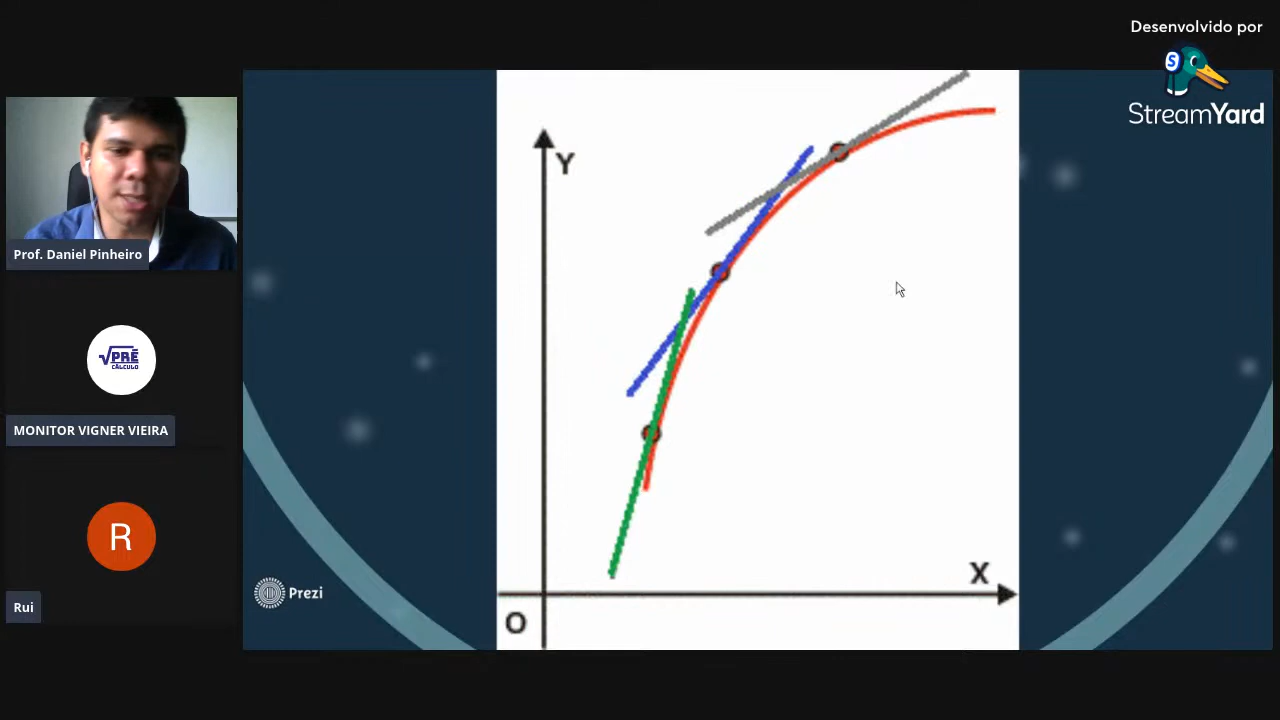 Desenvolvido por
S
StreamYard
Prof. Daniel Pinheiro
√PRÉ
CÁLCULO
MONITOR VIGNER VIEIRA
R
Rui
Y
X
O
Prezi